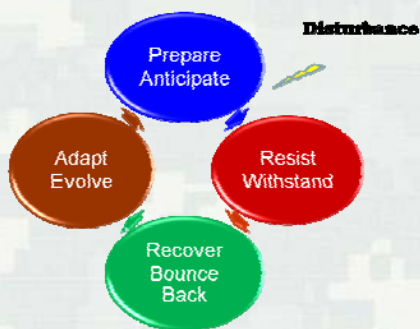 Disturbance
Prepare
Anticipate
Adapt
Evolve
Resist
Withstand
Recover
Bounce
Back